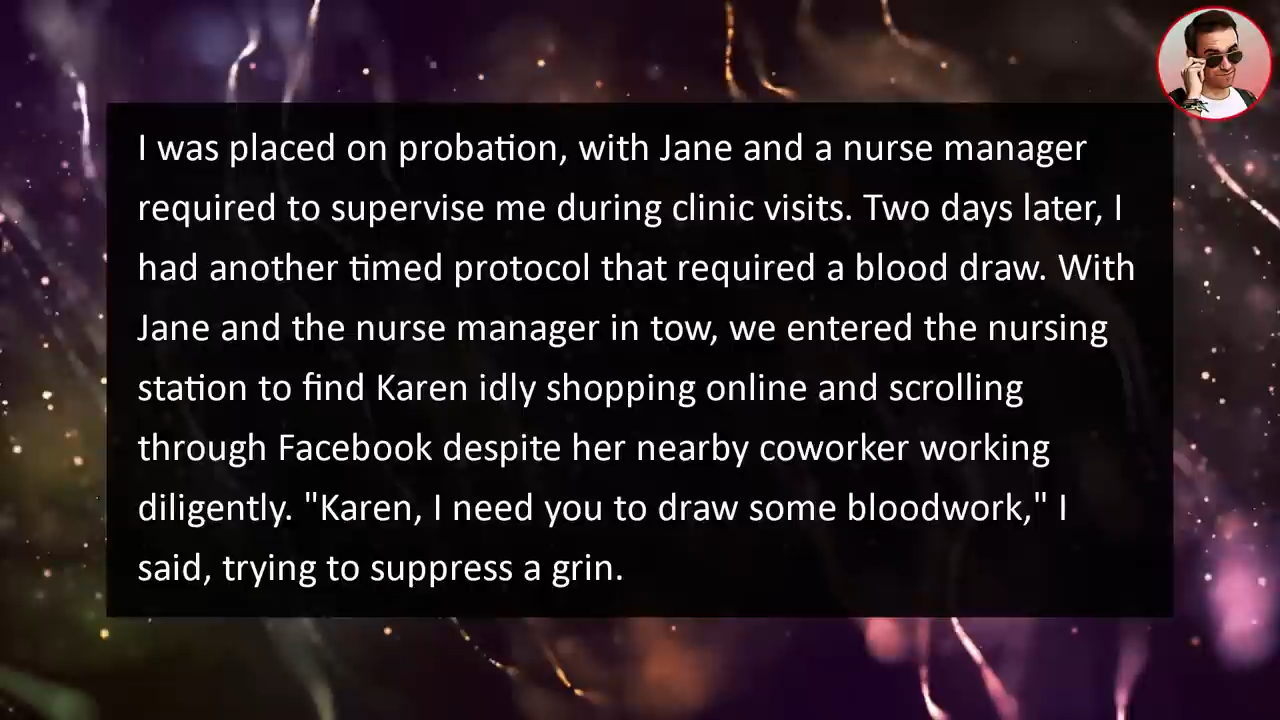 I was placed on probation, with Jane and a nurse manager
required to supervise me during clinic visits. Two days later, I
had another timed protocol that required a blood draw. With
Jane and the nurse manager in tow, we entered the nursing
station to find Karen idly shopping online and scrolling
through Facebook despite her nearby coworker working
diligently. "Karen, I need you to draw some bloodwork," I
said, trying to suppress a grin.